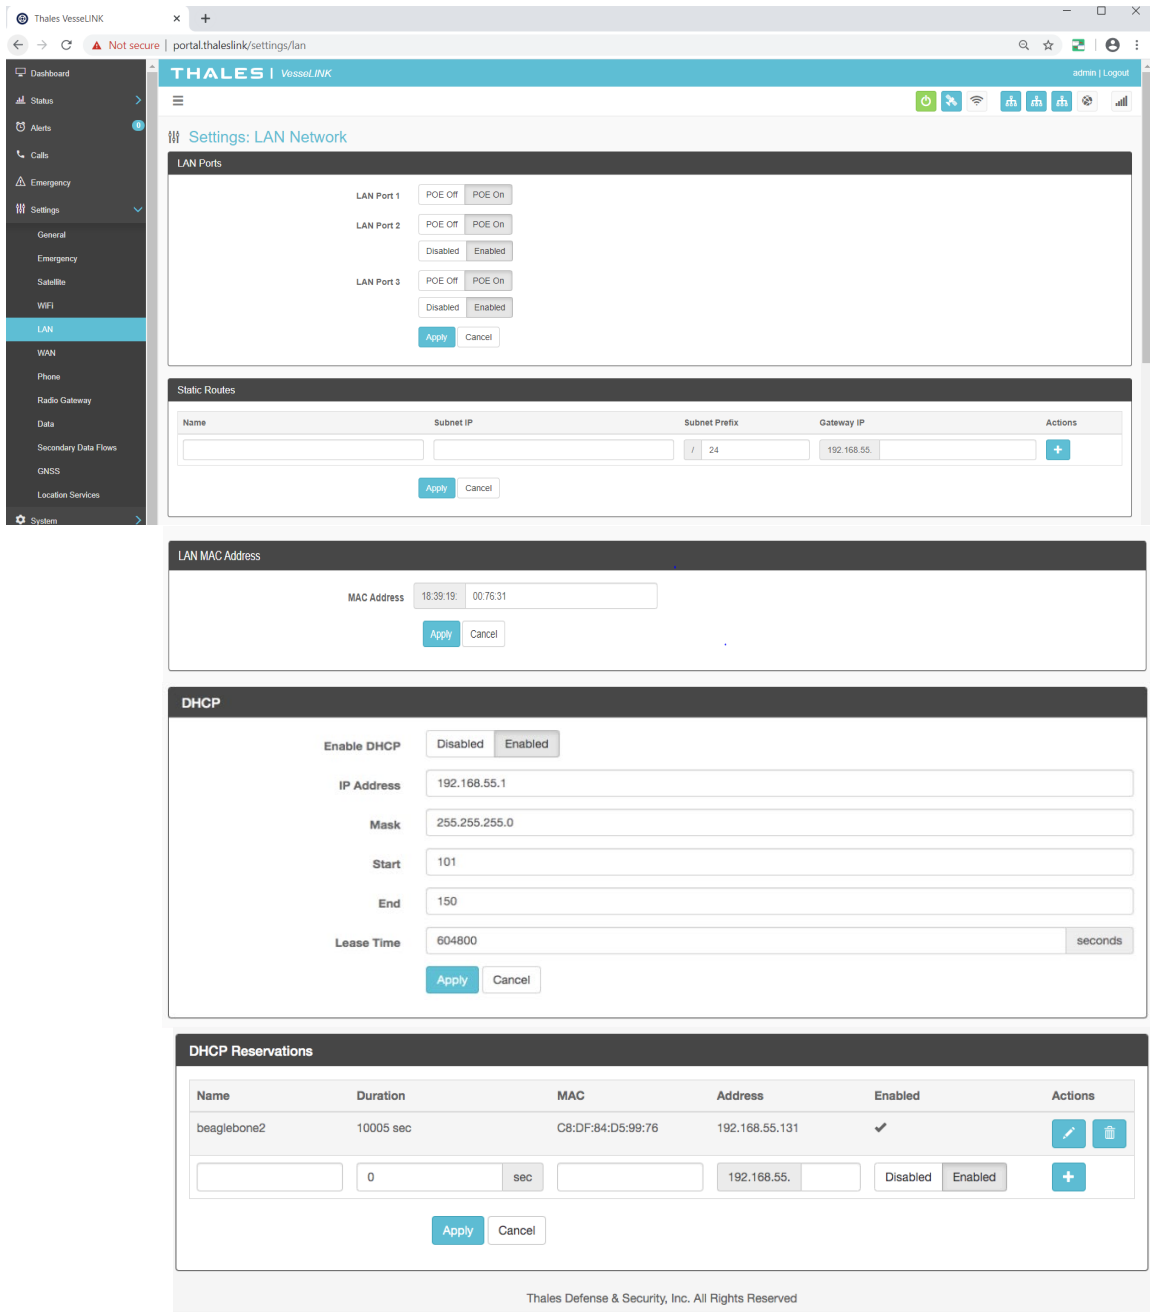 Thales VesseLINK
Not secure | portal.thaleslink/settings/lan
Dashboard
Status
Alerts 0
Calls
Emergency
Settings
General
Emergency
Satellite
WiFi
LAN
WAN
Phone
Radio Gateway
Data
Secondary Data Flows
GNSS
Location Services
System
THALES | VesseLINK admin | Logout
Settings: LAN Network
LAN Ports
LAN Port 1 POE Off POE On
LAN Port 2 POE Off POE On
Disabled Enabled
LAN Port 3 POE Off POE On
Disabled Enabled
Apply Cancel
Static Routes
Name Subnet IP Subnet Prefix Gateway IP Actions
/ 24 192.168.55. +
Apply Cancel
LAN MAC Address
MAC Address 18:39:19: 00:76:31
Apply Cancel
DHCP
Enable DHCP Disabled Enabled
IP Address 192.168.55.1
Mask 255.255.255.0
Start 101
End 150
Lease Time 604800 seconds
Apply Cancel
DHCP Reservations
Name Duration MAC Address Enabled Actions
beaglebone2 10005 sec C8:DF:84:D5:99:76 192.168.55.131 ✔
0 sec 192.168.55. Disabled Enabled +
Apply Cancel
Thales Defense & Security, Inc. All Rights Reserved